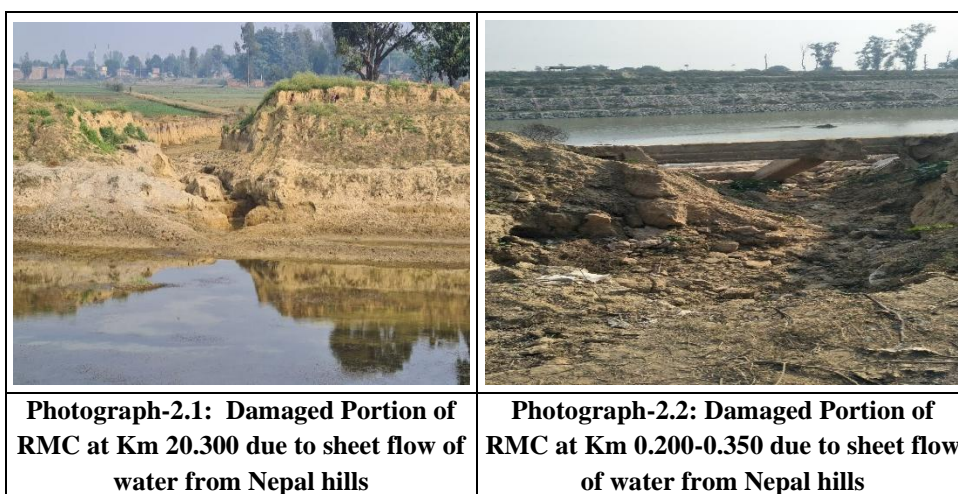 Photograph-2.1: Damaged Portion of
RMC at Km 20.300 due to sheet flow of
water from Nepal hills
Photograph-2.2: Damaged Portion of
RMC at Km 0.200-0.350 due to sheet flow
of water from Nepal hills